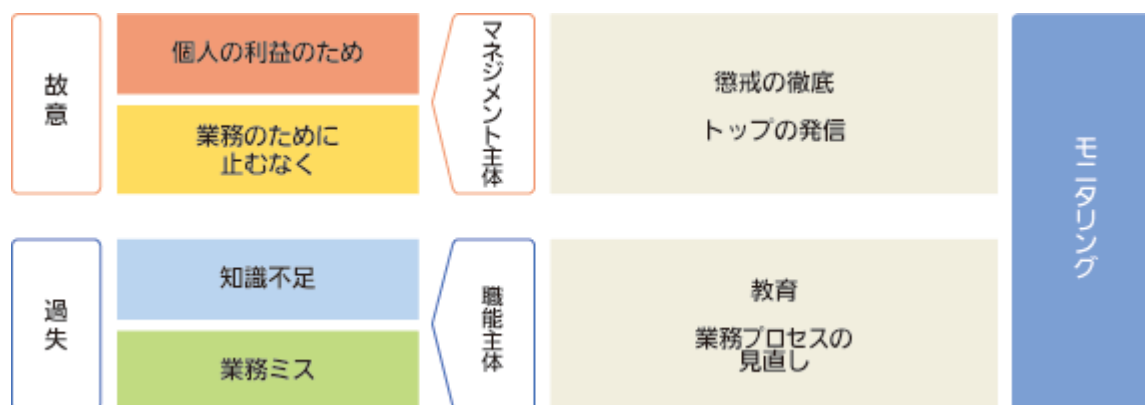 故意
個人の利益のため
業務のために
止むなく
マネジメント主体
懲戒の徹底
トップの発信
過失
知識不足
業務ミス
職能主体
教育
業務プロセスの
見直し
モニタリング